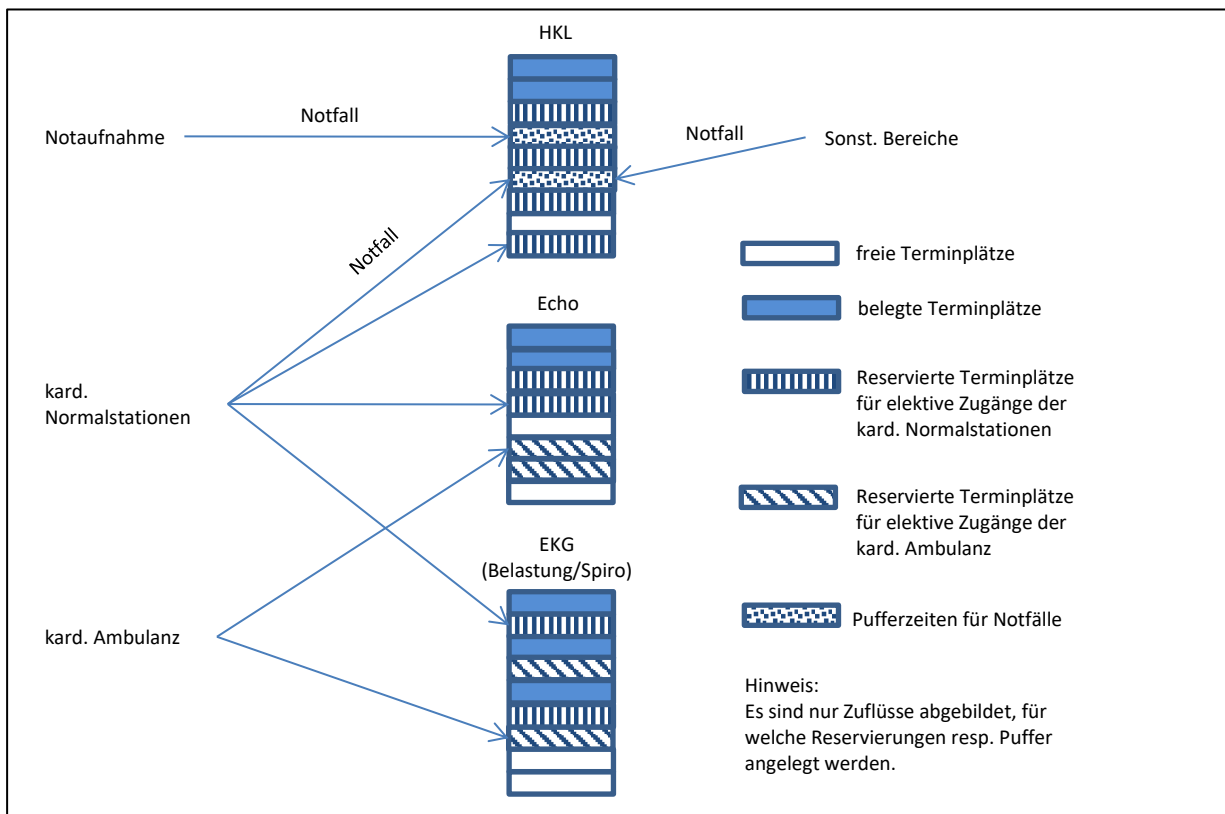 HKL
Notfall
Notaufnahme
Notfall
Sonst. Bereiche
Notfall
freie Terminplätze
Echo
belegte Terminplätze
kard.
Normalstationen
Reservierte Terminplätze
für elektive Zugänge der
kard. Normalstationen
Reservierte Terminplätze
für elektive Zugänge der
kard. Ambulanz
EKG
(Belastung/Spiro)
kard. Ambulanz
Pufferzeiten für Notfälle
Hinweis:
Es sind nur Zuflüsse abgebildet, für
welche Reservierungen resp. Puffer
angelegt werden.